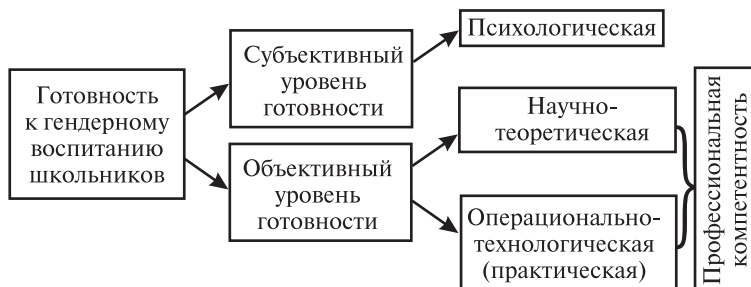 Готовность
к гендерному
воспитанию
школьников
Субъективный
уровень
готовности
Объективный
уровень
готовности
Психологическая
Научно-
теоретическая
Операционально-
технологическая
(практическая)
Профессиональная
компетентность